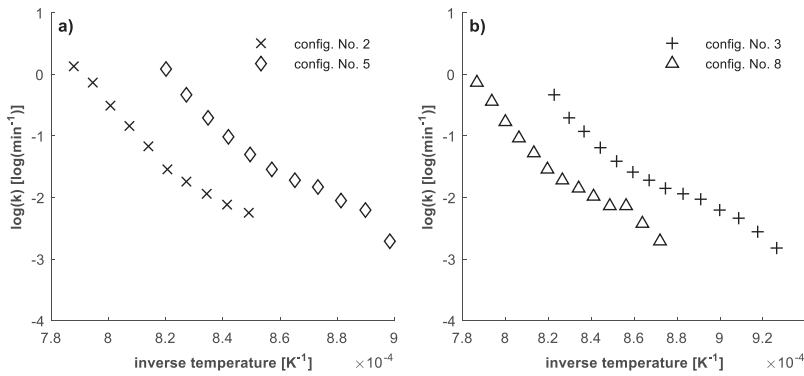 a)
config. No. 2
config. No. 5
log(k) [log(min⁻¹)]
1
0
-1
-2
-3
-4
7.8
8
8.2
8.4
8.6
8.8
9
inverse temperature [K⁻¹]
×10⁻⁴
b)
config. No. 3
config. No. 8
log(k) [log(min⁻¹)]
1
0
-1
-2
-3
-4
7.8
8
8.2
8.4
8.6
8.8
9
9.2
inverse temperature [K⁻¹]
×10⁻⁴